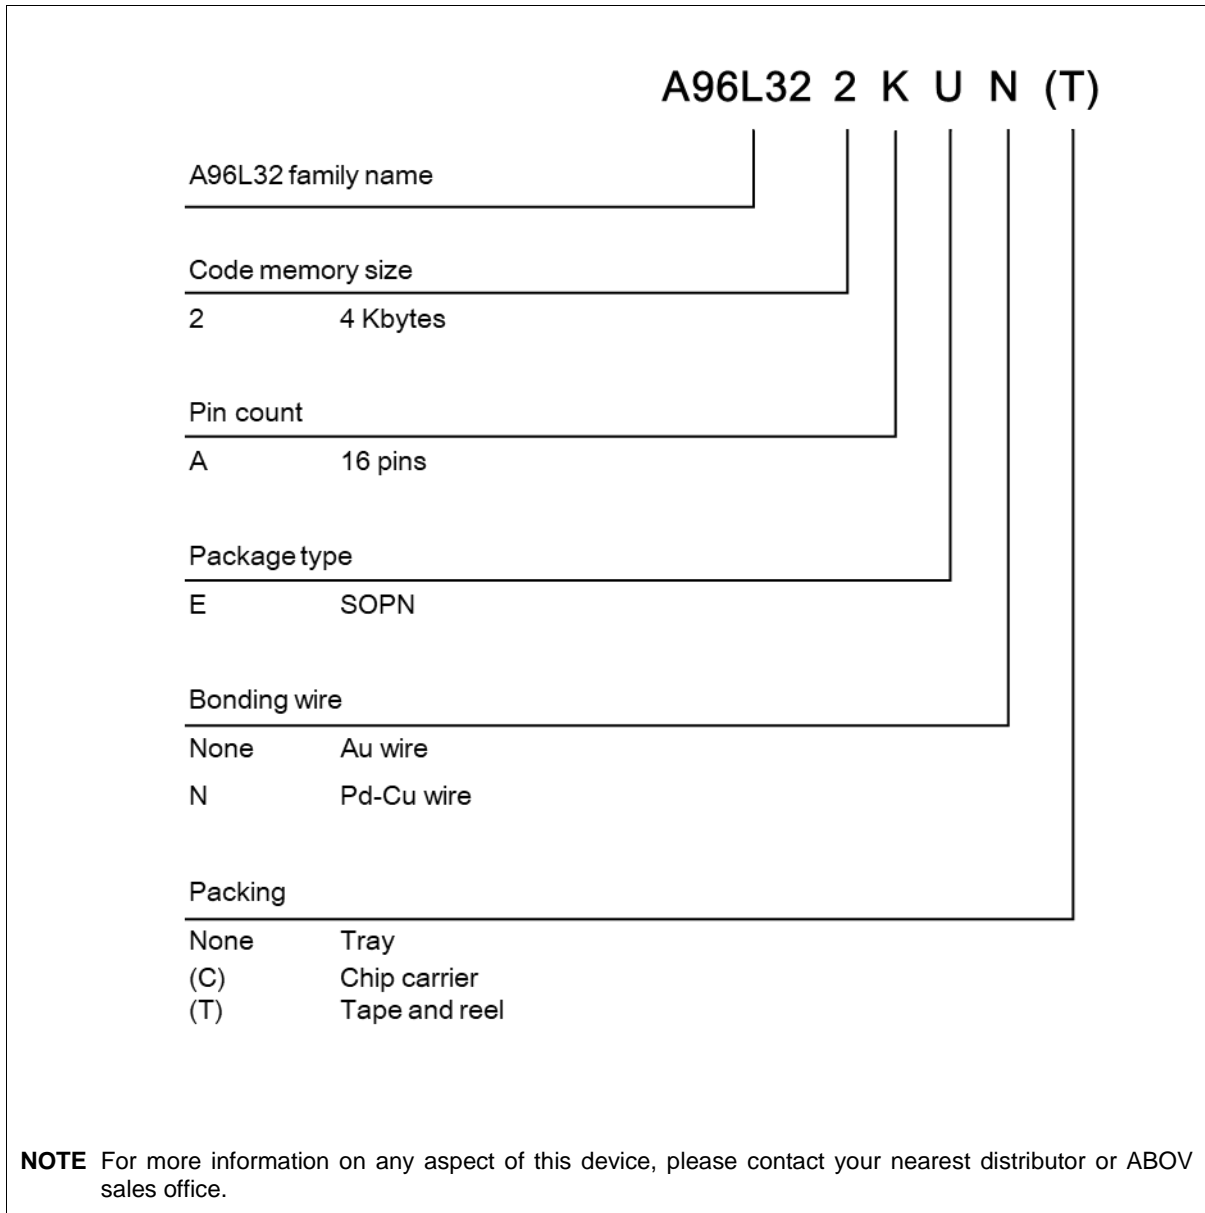 A96L32 2 K U N (T)
A96L32 family name
Code memory size
2 4 Kbytes
Pin count
A 16 pins
Package type
E SOPN
Bonding wire
None Au wire
N Pd-Cu wire
Packing
None Tray
(C) Chip carrier
(T) Tape and reel
NOTE For more information on any aspect of this device, please contact your nearest distributor or ABOV
sales office.